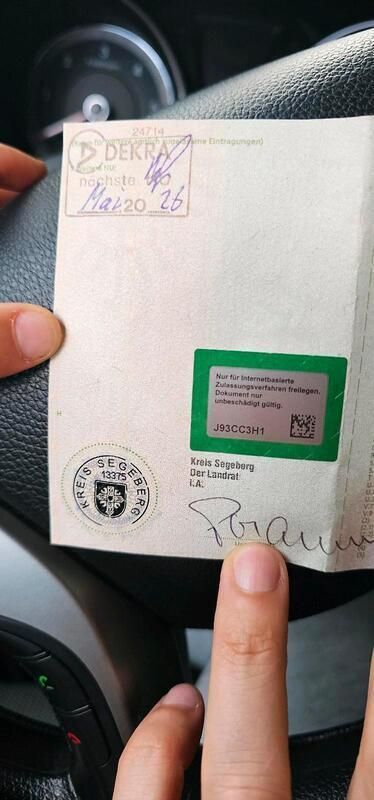 24714
DEKRA
nächste HU
Mai 20 26
Nur für Internetbasierte
Zulassungsverfahren freilegen.
Dokument nur
unbeschädigt gültig.
J93CC3H1
Kreis Segeberg
Der Landrat
i.A.
KREIS SEGEBERG
13375
H